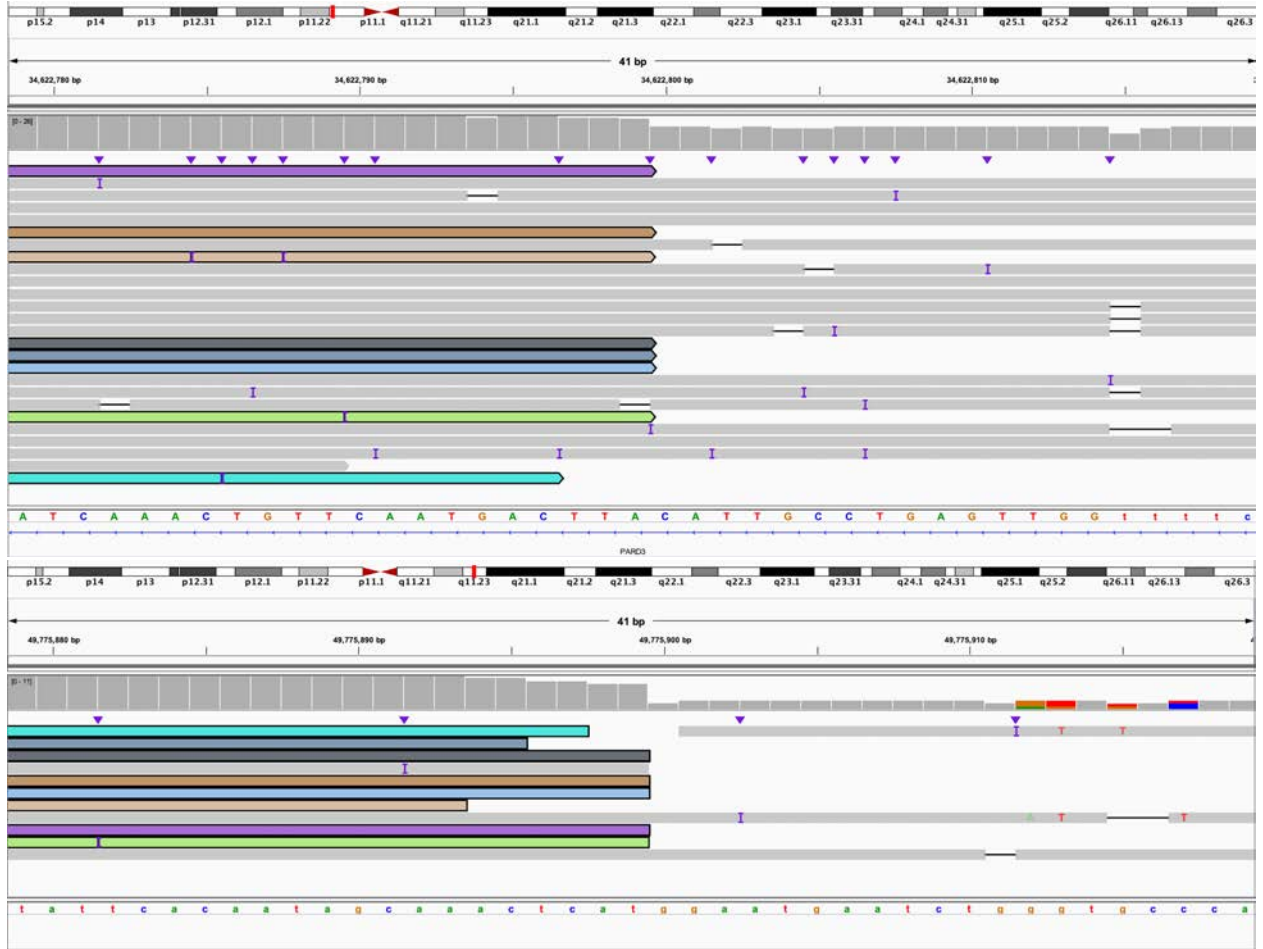 p15.2 p14 p13 p12.31 p12.1 p11.22 p11.1 q11.21 q11.23 q21.1 q21.2 q21.3 q22.1 q22.3 q23.1 q23.31 q24.1 q24.31 q25.1 q25.2 q26.11 q26.13 q26.3
41 bp
34,622,780 bp 34,622,790 bp 34,622,800 bp 34,622,810 bp
[0 - 26]
A T C A A A C T G T T C A A T G A C T T A C A T T G C C T G A G T T G G t t t t c
PARD3
p15.2 p14 p13 p12.31 p12.1 p11.22 p11.1 q11.21 q11.23 q21.1 q21.2 q21.3 q22.1 q22.3 q23.1 q23.31 q24.1 q24.31 q25.1 q25.2 q26.11 q26.13 q26.3
41 bp
49,775,880 bp 49,775,890 bp 49,775,900 bp 49,775,910 bp
[0 - 11]
T T
A T T
t a t t c a c a a t a g c a a a c t c a t g g a a t g a a t c t g g g t g c c c a